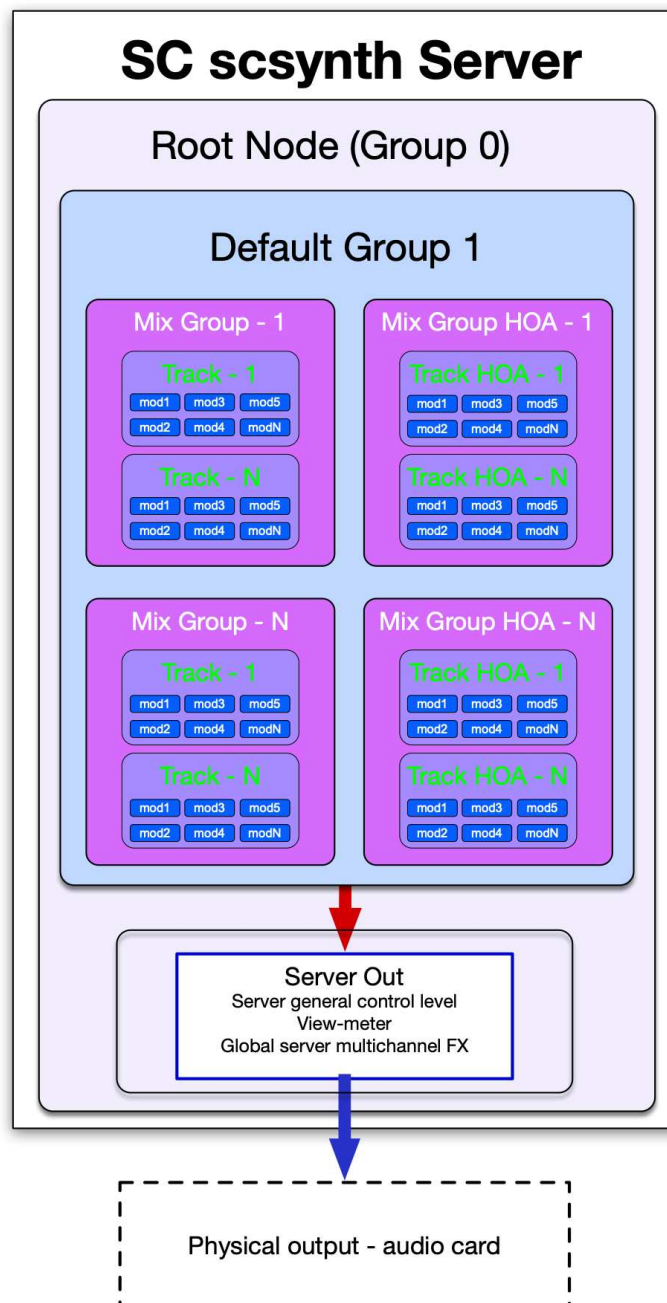 SC scsynth Server
Root Node (Group 0)
Default Group 1
Mix Group - 1
Track - 1
mod1 mod3 mod5
mod2 mod4 modN
Track - N
mod1 mod3 mod5
mod2 mod4 modN
Mix Group HOA - 1
Track HOA - 1
mod1 mod3 mod5
mod2 mod4 modN
Track HOA - N
mod1 mod3 mod5
mod2 mod4 modN
Mix Group - N
Track - 1
mod1 mod3 mod5
mod2 mod4 modN
Track - N
mod1 mod3 mod5
mod2 mod4 modN
Mix Group HOA - N
Track HOA - 1
mod1 mod3 mod5
mod2 mod4 modN
Track HOA - N
mod1 mod3 mod5
mod2 mod4 modN
Server Out
Server general control level
View-meter
Global server multichannel FX
Physical output - audio card